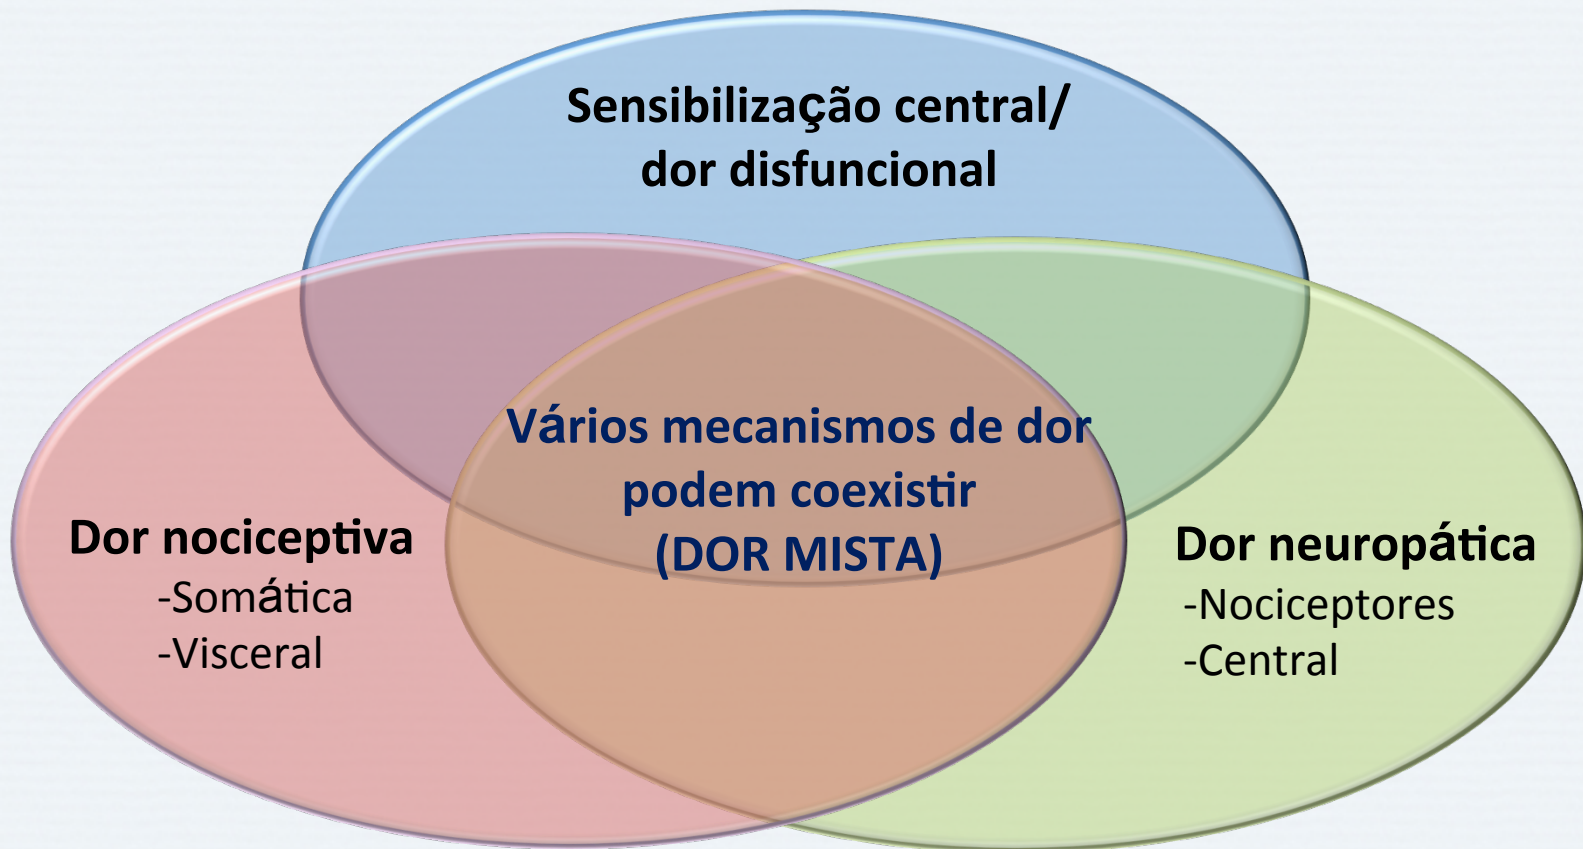 Sensibilização central/
dor disfuncional
Vários mecanismos de dor
podem coexistir
(DOR MISTA)
Dor nociceptiva
-Somática
-Visceral
Dor neuropática
-Nociceptores
-Central